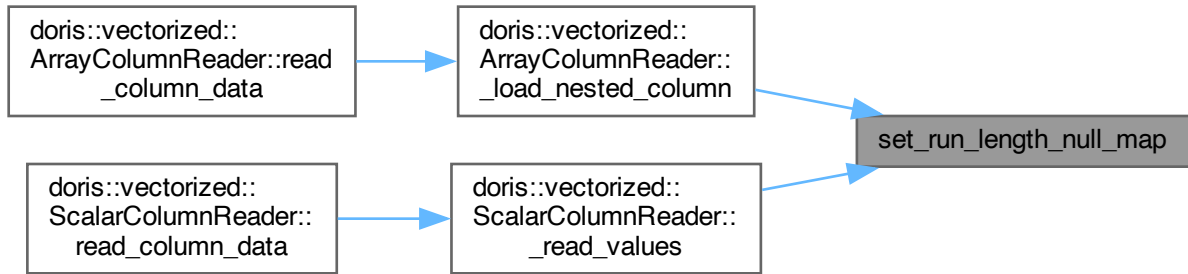 doris::vectorized::
ArrayColumnReader::read
_column_data
doris::vectorized::
ArrayColumnReader::
_load_nested_column
set_run_length_null_map
doris::vectorized::
ScalarColumnReader::
read_column_data
doris::vectorized::
ScalarColumnReader::
_read_values